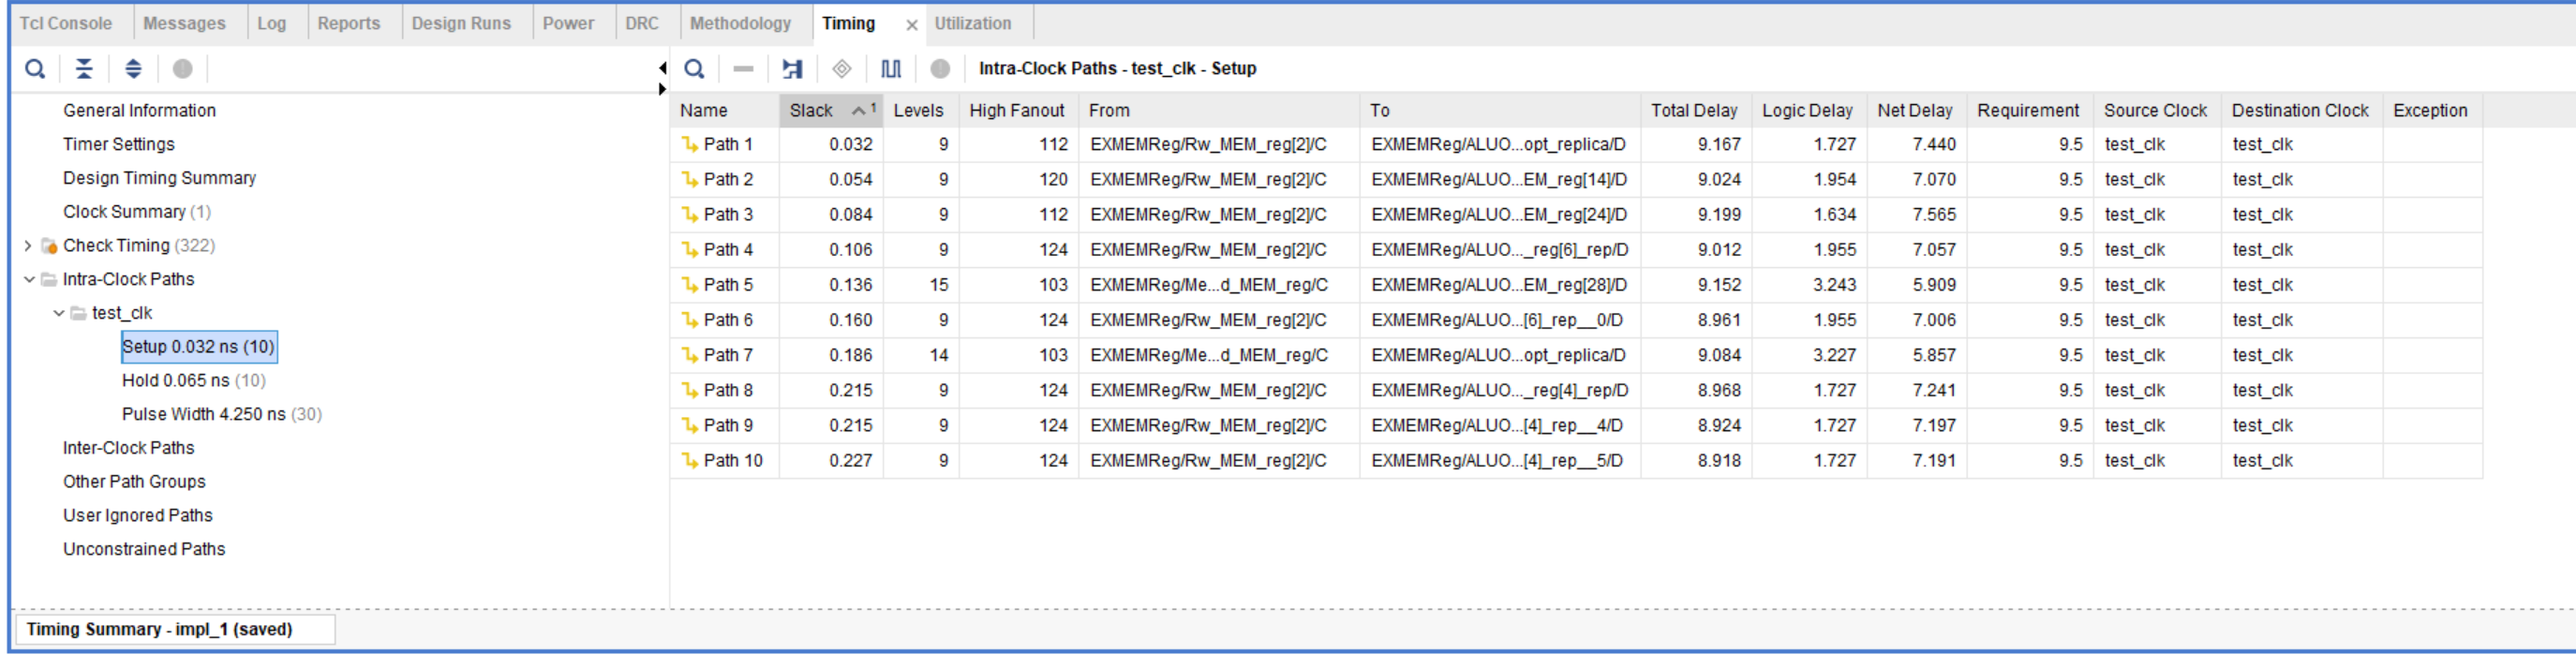 Tcl Console Messages Log Reports Design Runs Power DRC Methodology Timing × Utilization
General Information
Timer Settings
Design Timing Summary
Clock Summary (1)
Check Timing (322)
Intra-Clock Paths
test_clk
Setup 0.032 ns (10)
Hold 0.065 ns (10)
Pulse Width 4.250 ns (30)
Inter-Clock Paths
Other Path Groups
User Ignored Paths
Unconstrained Paths
Intra-Clock Paths - test_clk - Setup
Name Slack 1 Levels High Fanout From To Total Delay Logic Delay Net Delay Requirement Source Clock Destination Clock Exception
Path 1 0.032 9 112 EXMEMReg/Rw_MEM_reg[2]/C EXMEMReg/ALUO...opt_replica/D 9.167 1.727 7.440 9.5 test_clk test_clk
Path 2 0.054 9 120 EXMEMReg/Rw_MEM_reg[2]/C EXMEMReg/ALUO...EM_reg[14]/D 9.024 1.954 7.070 9.5 test_clk test_clk
Path 3 0.084 9 112 EXMEMReg/Rw_MEM_reg[2]/C EXMEMReg/ALUO...EM_reg[24]/D 9.199 1.634 7.565 9.5 test_clk test_clk
Path 4 0.106 9 124 EXMEMReg/Rw_MEM_reg[2]/C EXMEMReg/ALUO..._reg[6]_rep/D 9.012 1.955 7.057 9.5 test_clk test_clk
Path 5 0.136 15 103 EXMEMReg/Me...d_MEM_reg/C EXMEMReg/ALUO...EM_reg[28]/D 9.152 3.243 5.909 9.5 test_clk test_clk
Path 6 0.160 9 124 EXMEMReg/Rw_MEM_reg[2]/C EXMEMReg/ALUO...[6]_rep__0/D 8.961 1.955 7.006 9.5 test_clk test_clk
Path 7 0.186 14 103 EXMEMReg/Me...d_MEM_reg/C EXMEMReg/ALUO...opt_replica/D 9.084 3.227 5.857 9.5 test_clk test_clk
Path 8 0.215 9 124 EXMEMReg/Rw_MEM_reg[2]/C EXMEMReg/ALUO..._reg[4]_rep/D 8.968 1.727 7.241 9.5 test_clk test_clk
Path 9 0.215 9 124 EXMEMReg/Rw_MEM_reg[2]/C EXMEMReg/ALUO...[4]_rep__4/D 8.924 1.727 7.197 9.5 test_clk test_clk
Path 10 0.227 9 124 EXMEMReg/Rw_MEM_reg[2]/C EXMEMReg/ALUO...[4]_rep__5/D 8.918 1.727 7.191 9.5 test_clk test_clk
Timing Summary - impl_1 (saved)